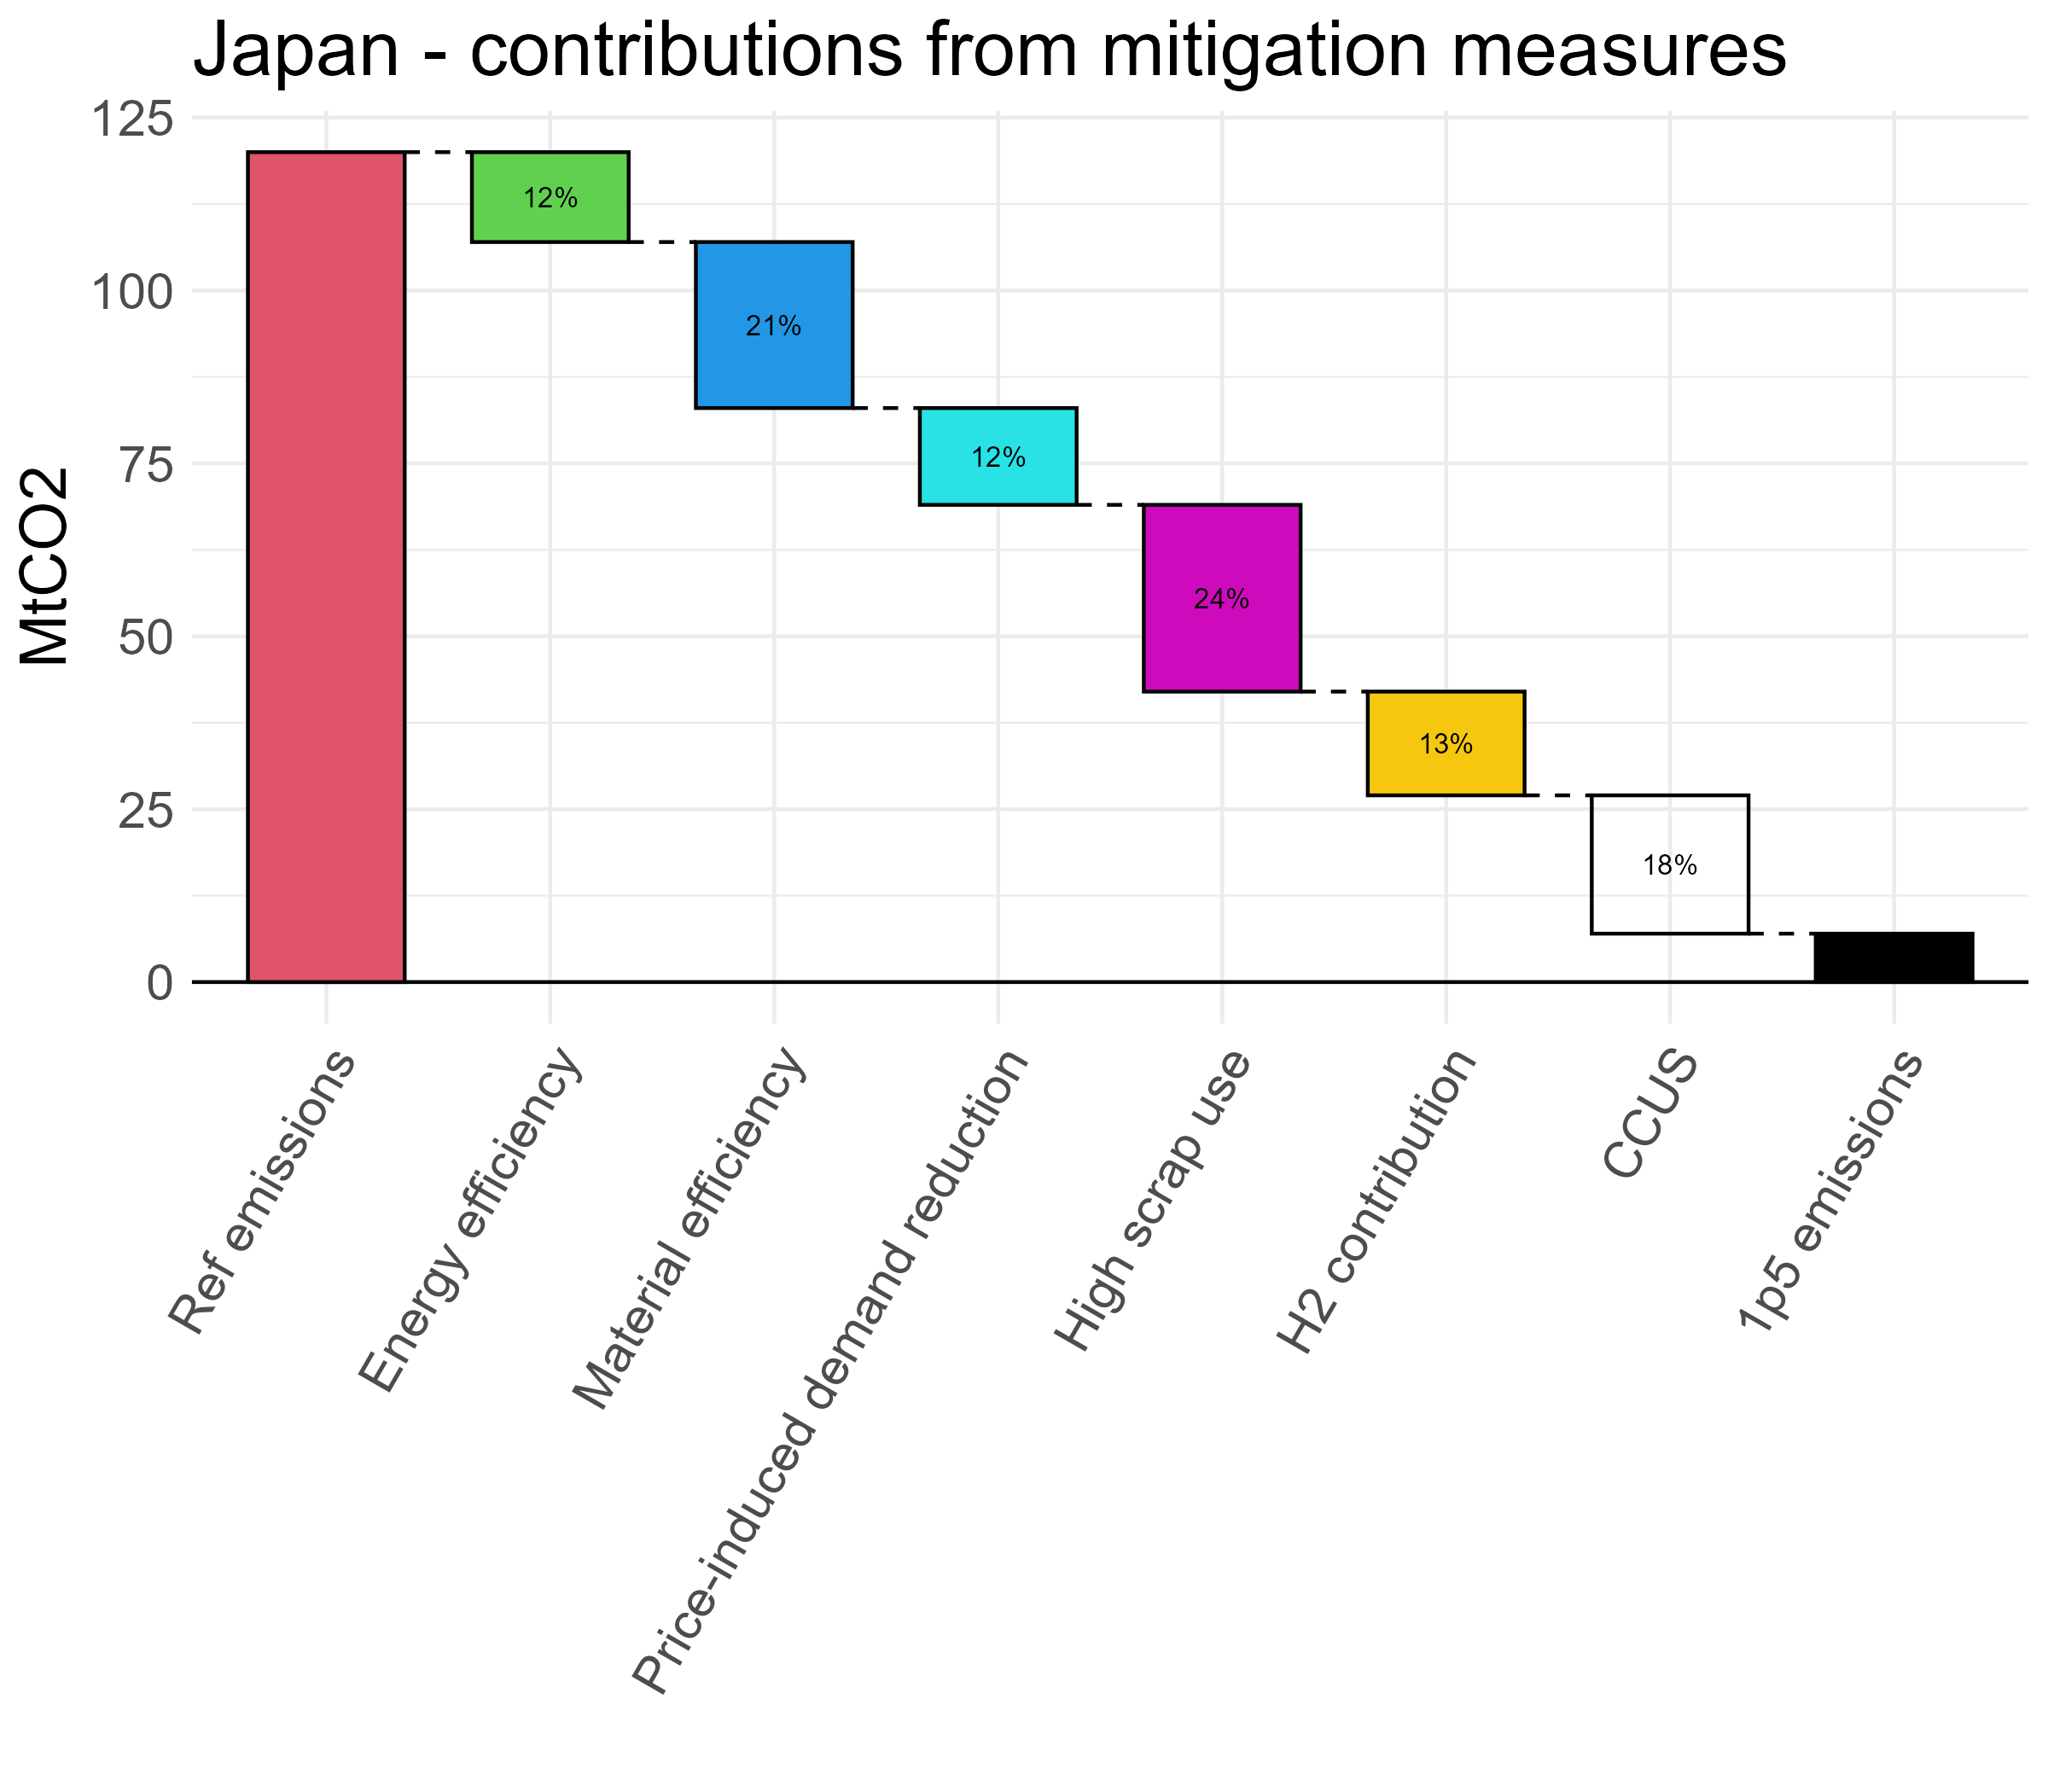 Japan - contributions from mitigation measures
MtCO2
125
100
75
50
25
0
12%
21%
12%
24%
13%
18%
Ref emissions
Energy efficiency
Material efficiency
Price-induced demand reduction
High scrap use
H2 contribution
CCUS
1p5 emissions